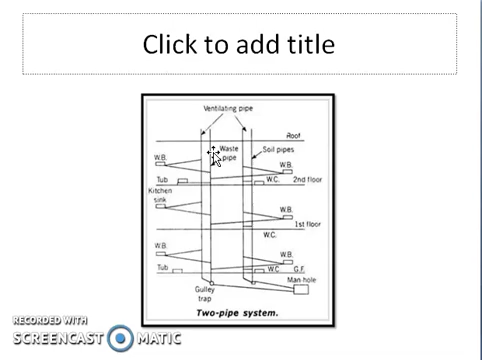 Click to add title
Ventilating pipe
Roof
Waste
pipe
Soil pipes
W.B.
W.B.
Tub
W.C.
2nd floor
Kitchen
sink
W.B.
1st floor
W.C.
W.B.
W.B.
Tub
W.C.
G.F.
Man-hole
Gulley
trap
Two-pipe system.
RECORDED WITH
SCREENCAST MATIC